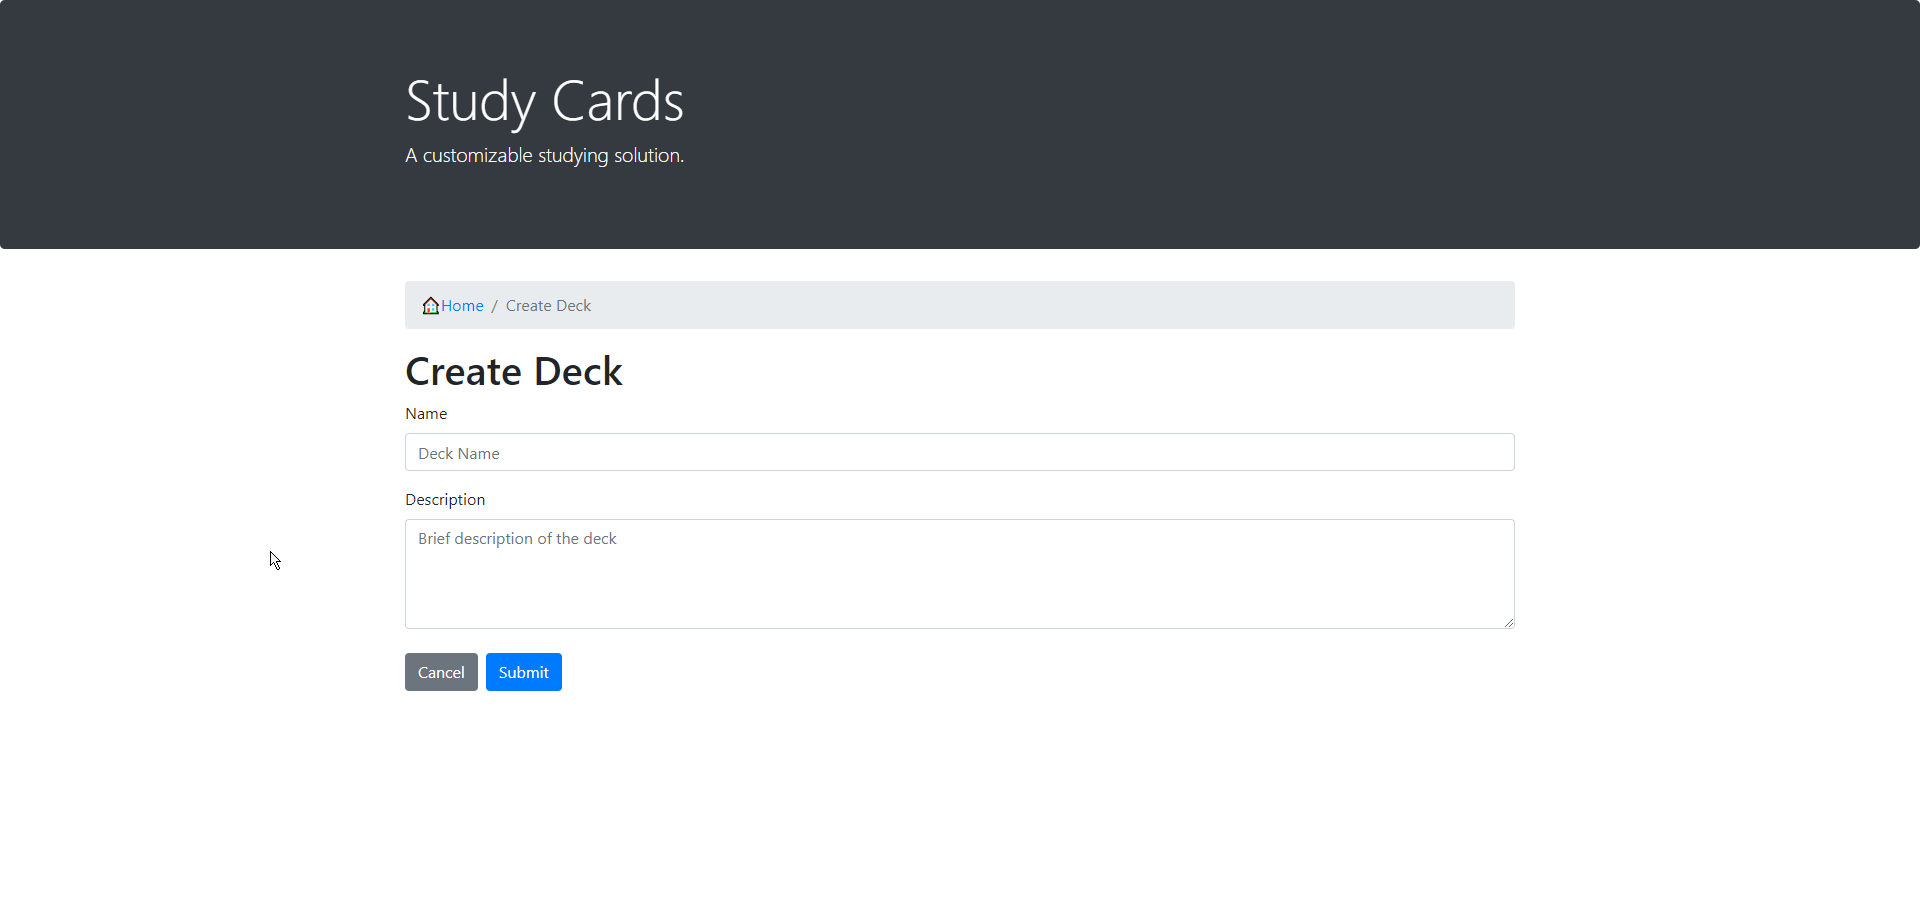 Study Cards
A customizable studying solution.
Home / Create Deck
Create Deck
Name
Deck Name
Description
Brief description of the deck
Cancel Submit